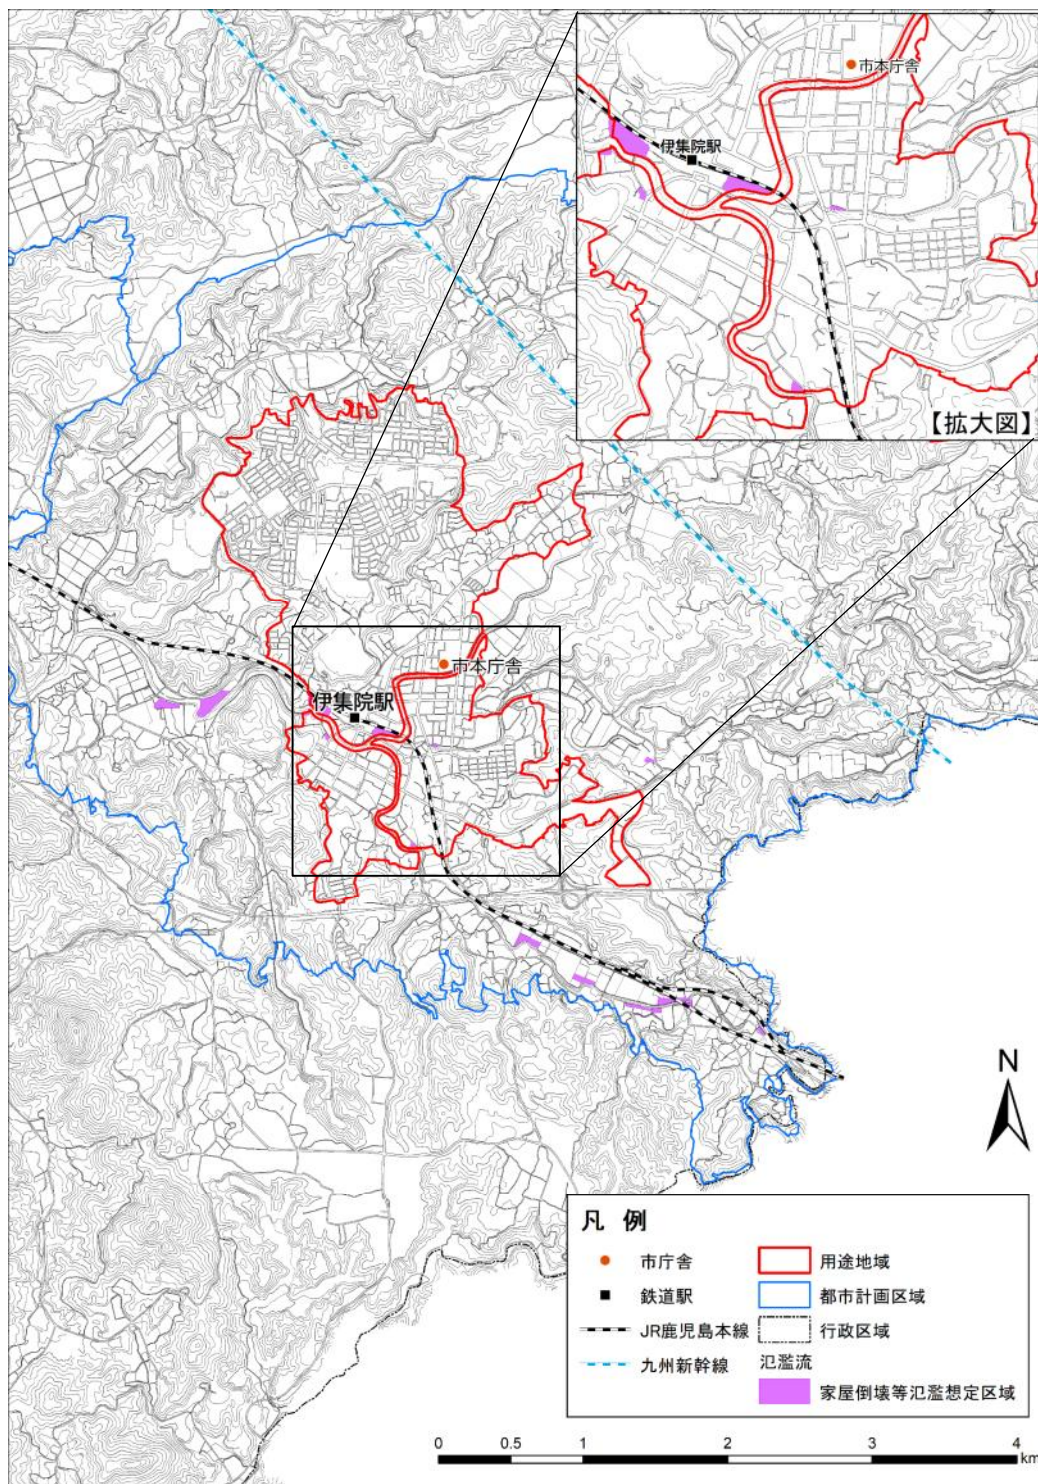 市本庁舎
伊集院駅
【拡大図】
市本庁舎
伊集院駅
N
凡 例
市庁舎
用途地域
鉄道駅
都市計画区域
JR鹿児島本線
行政区域
九州新幹線
氾濫流
家屋倒壊等氾濫想定区域
0 0.5 1 2 3 4
km